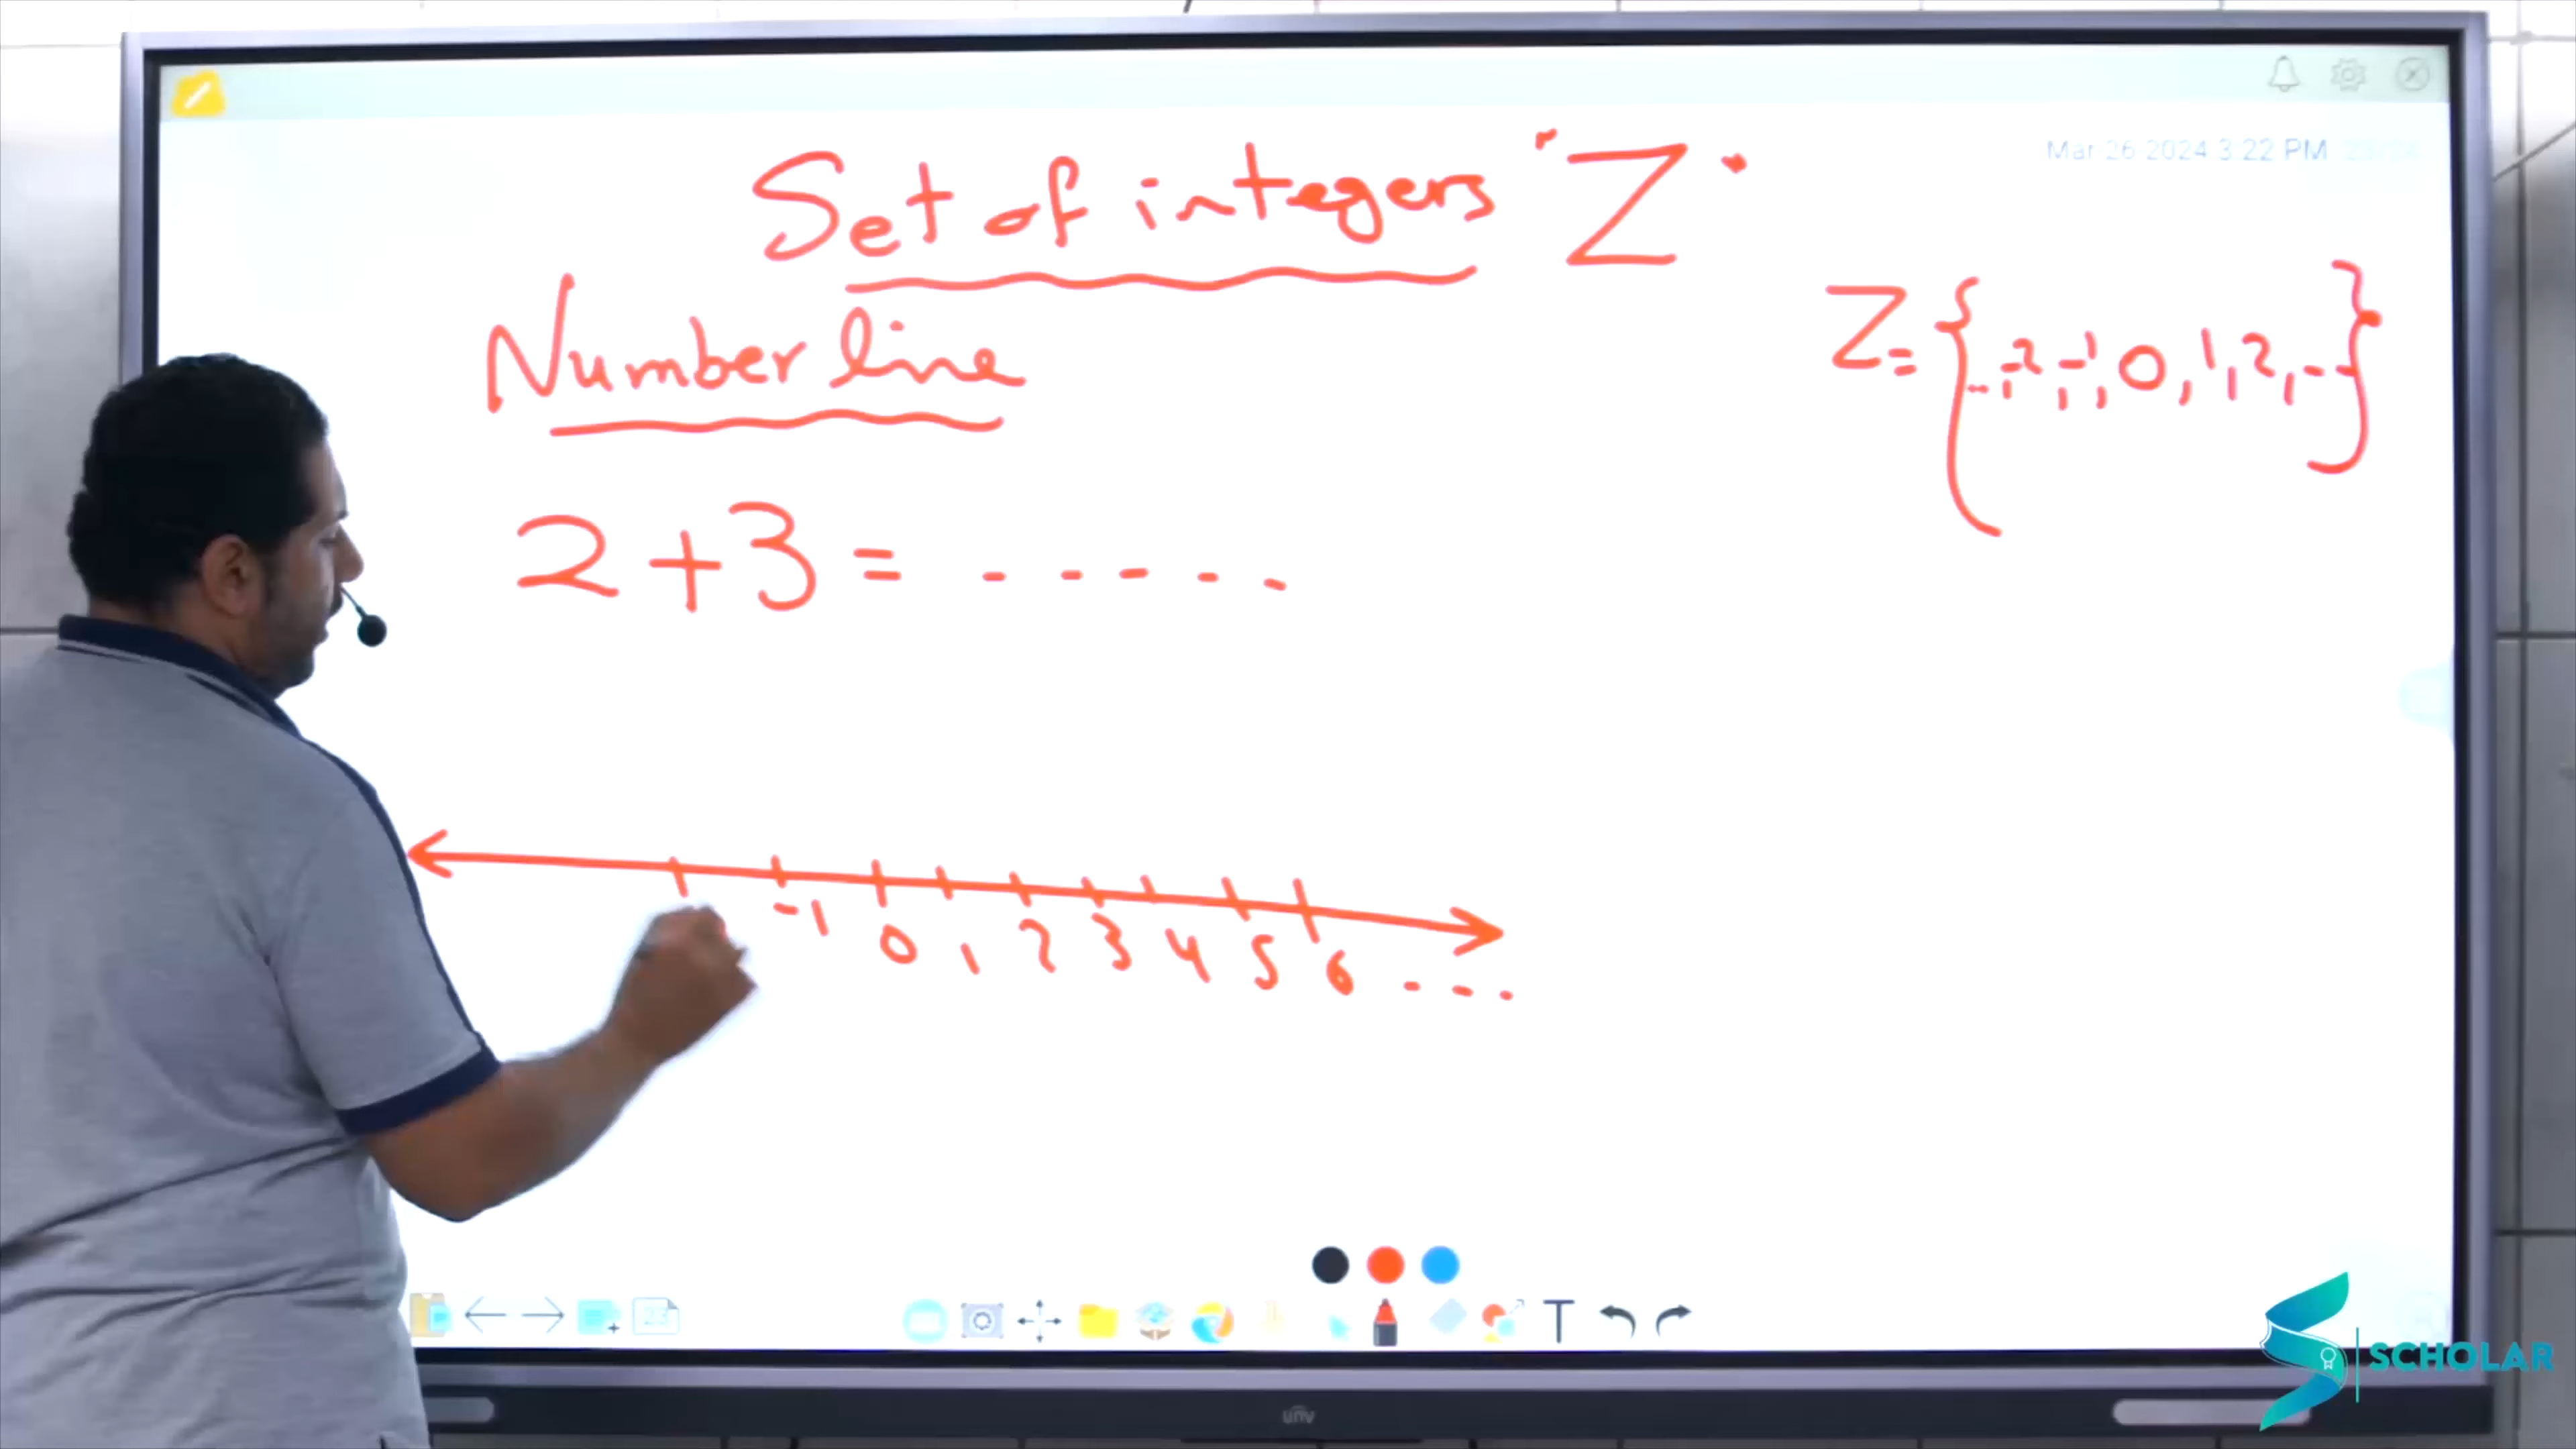 Mar 26 2024 3:22 PM
Set of integers "Z"
Number line
Z = { .., -2, -1, 0, 1, 2, -- }
2 + 3 = - - - - -
-1 0 1 2 3 4 5 6 ...
T
SCHOLAR
unv